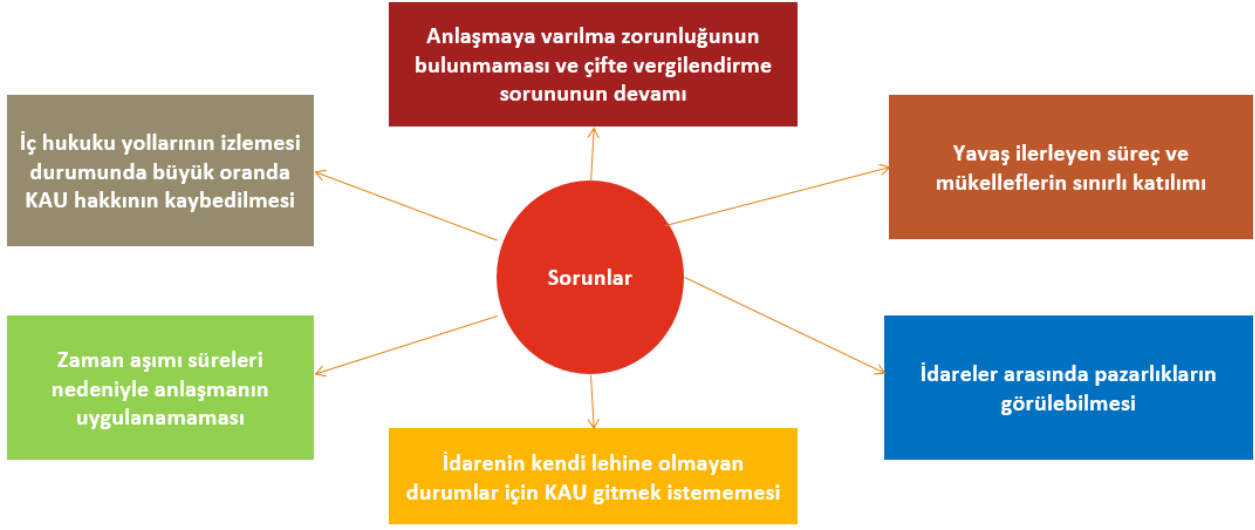 Anlaşmaya varılma zorunluğunun
bulunmaması ve çifte vergilendirme
sorununun devamı
İç hukuku yollarının izlemesi
durumunda büyük oranda
KAU hakkının kaybedilmesi
Yavaş ilerleyen süreç ve
mükelleflerin sınırlı katılımı
Sorunlar
Zaman aşımı süreleri
nedeniyle anlaşmanın
uygulanamaması
İdareler arasında pazarlıkların
görülebilmesi
İdarenin kendi lehine olmayan
durumlar için KAU gitmek istememesi